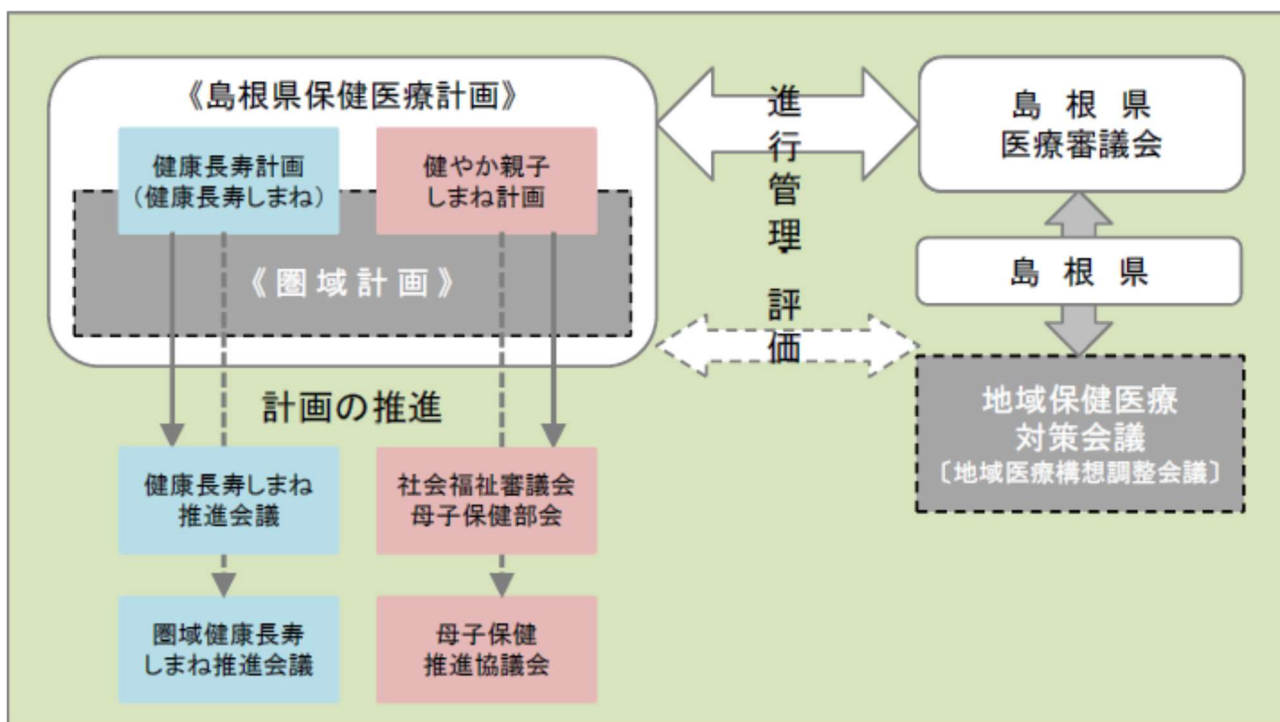 《島根県保健医療計画》
健康長寿計画
（健康長寿しまね）
健やか親子
しまね計画
《圏域計画》
計画の推進
健康長寿しまね
推進会議
社会福祉審議会
母子保健部会
圏域健康長寿
しまね推進会議
母子保健
推進協議会
進行管理・評価
島根県
医療審議会
島根県
地域保健医療
対策会議
〔地域医療構想調整会議〕